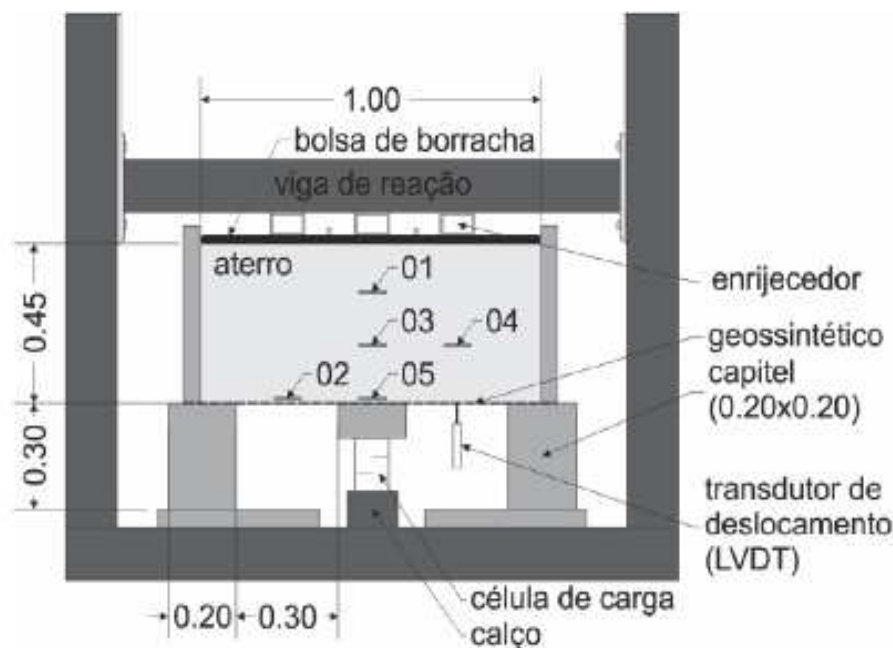 1.00
bolsa de borracha
viga de reação
aterro
01
enrijecedor
0.45
03
04
geossintético
capitel
(0.20x0.20)
02
05
0.30
transdutor de
deslocamento
(LVDT)
0.20
0.30
célula de carga
calço